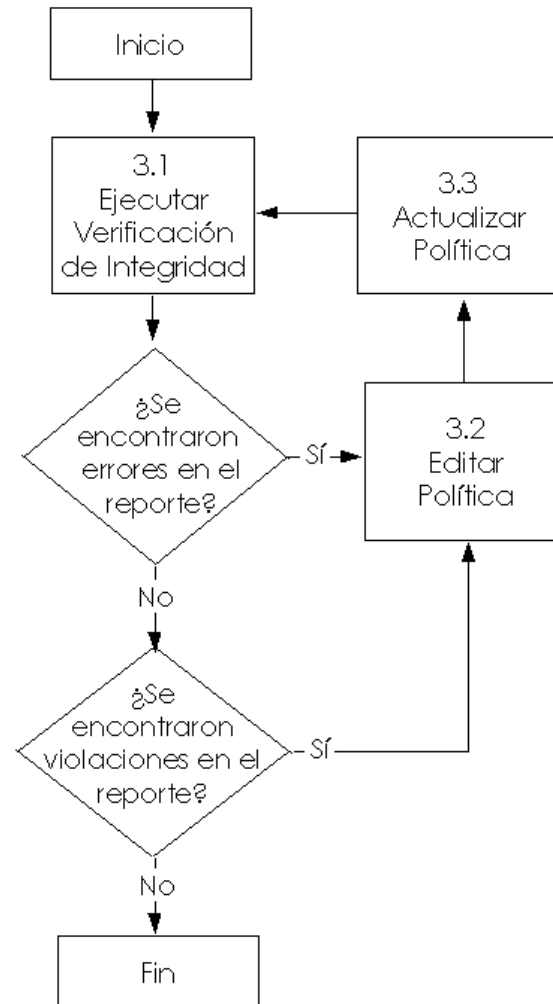 Inicio
3.1
Ejecutar
Verificación
de Integridad
3.3
Actualizar
Política
¿Se
encontraron
errores en el
reporte?
Sí
3.2
Editar
Política
No
¿Se
encontraron
violaciones en el
reporte?
Sí
No
Fin